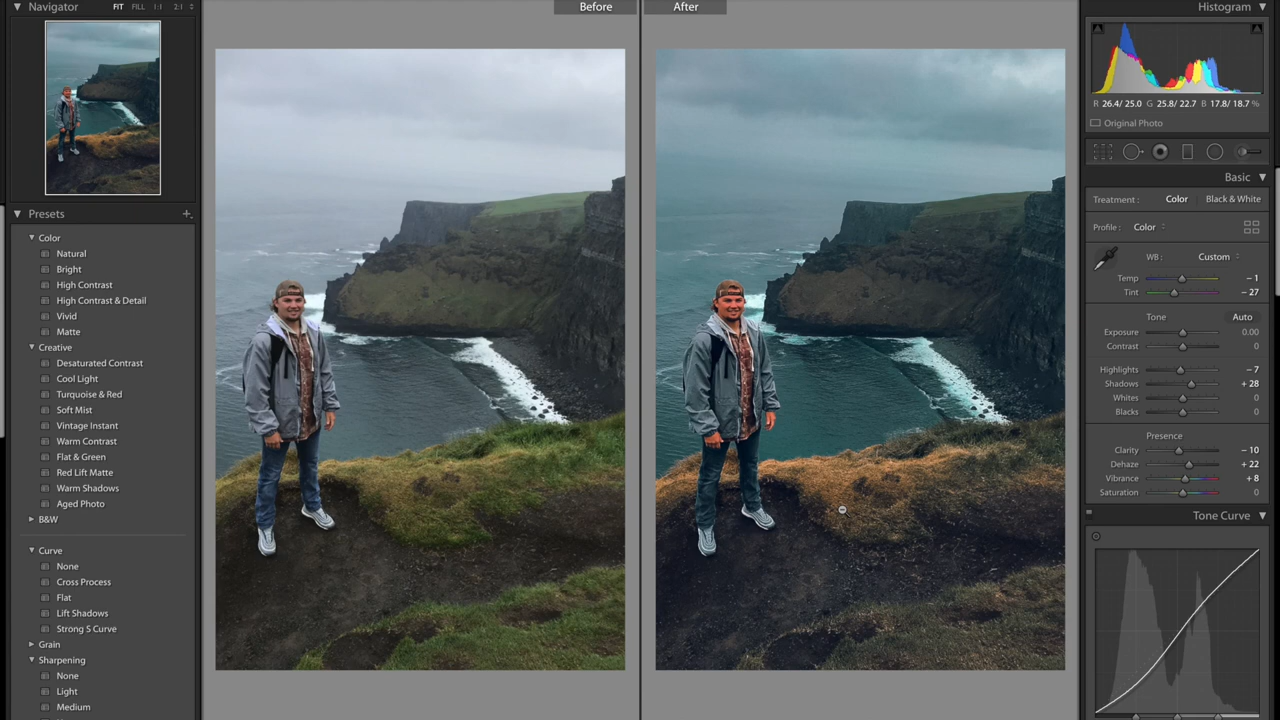 Navigator
FIT FILL 1:1 2:1
Before
After
Histogram
R 26.4/ 25.0 G 25.8/ 22.7 B 17.8/ 18.7 %
Original Photo
Presets
Color
Natural
Bright
High Contrast
High Contrast & Detail
Vivid
Matte
Creative
Desaturated Contrast
Cool Light
Turquoise & Red
Soft Mist
Vintage Instant
Warm Contrast
Flat & Green
Red Lift Matte
Warm Shadows
Aged Photo
B&W
Curve
None
Cross Process
Flat
Lift Shadows
Strong S Curve
Grain
Sharpening
None
Light
Medium
Basic
Treatment : Color Black & White
Profile : Color
WB : Custom
Temp – 1
Tint – 27
Tone Auto
Exposure 0.00
Contrast 0
Highlights – 7
Shadows + 28
Whites 0
Blacks 0
Presence
Clarity – 10
Dehaze + 22
Vibrance + 8
Saturation 0
Tone Curve